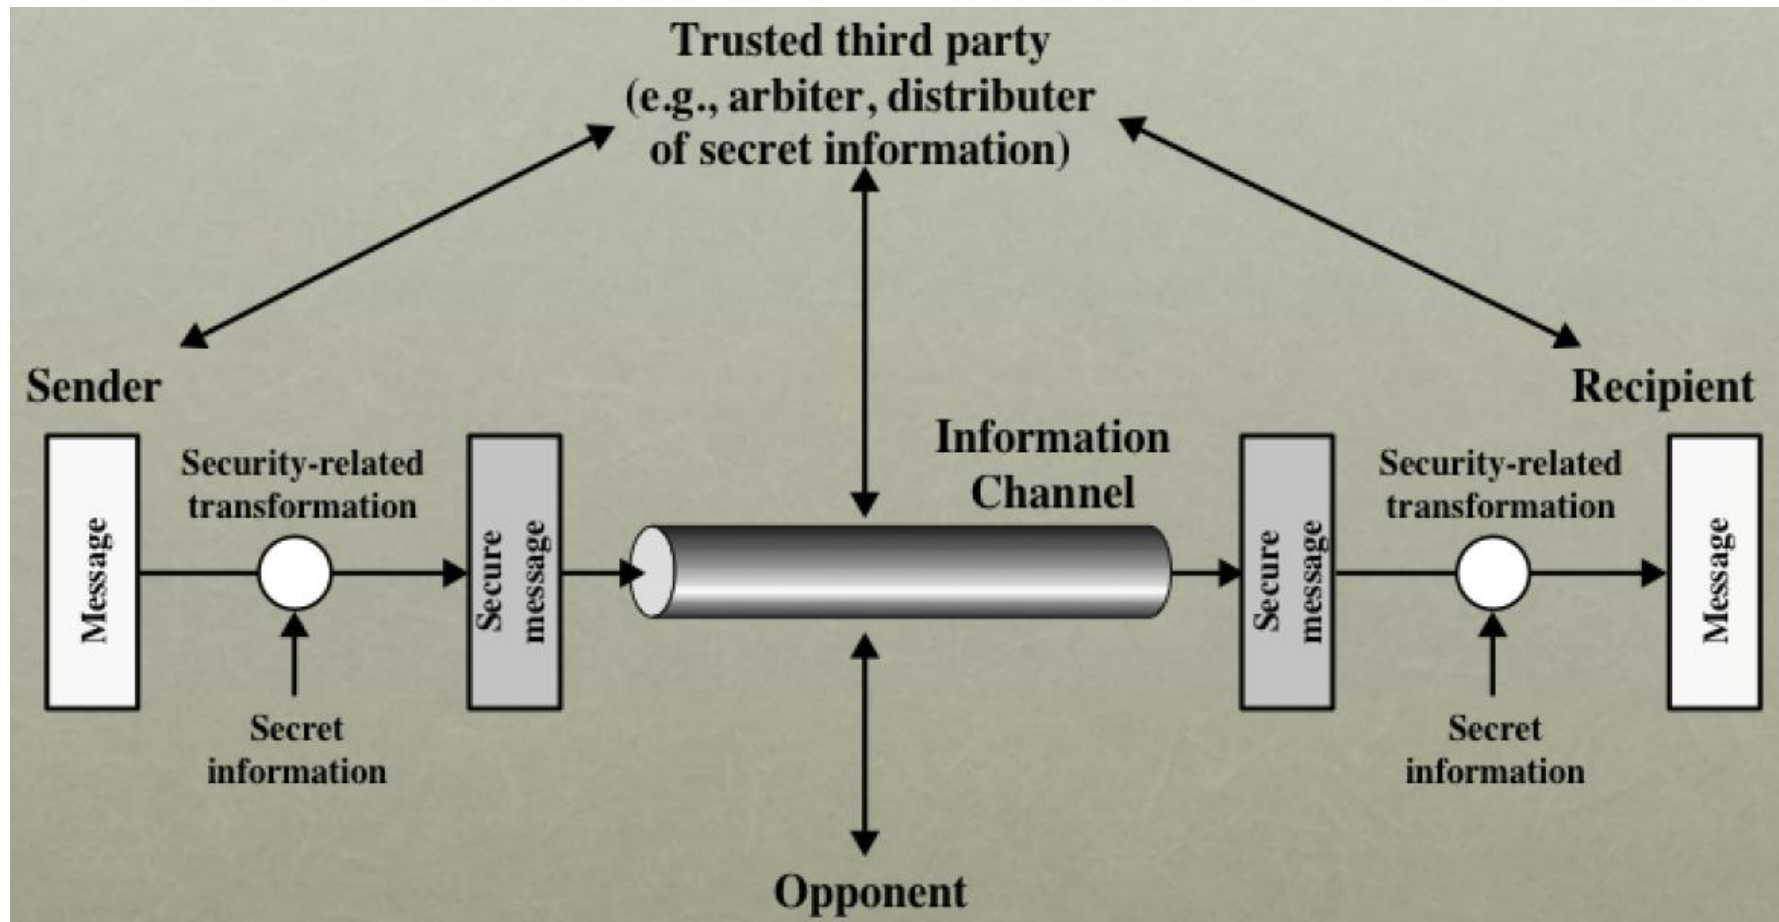 Trusted third party
(e.g., arbiter, distributer
of secret information)
Sender
Recipient
Information
Channel
Security-related
transformation
Security-related
transformation
Message
Secure
message
Secure
message
Message
Secret
information
Secret
information
Opponent